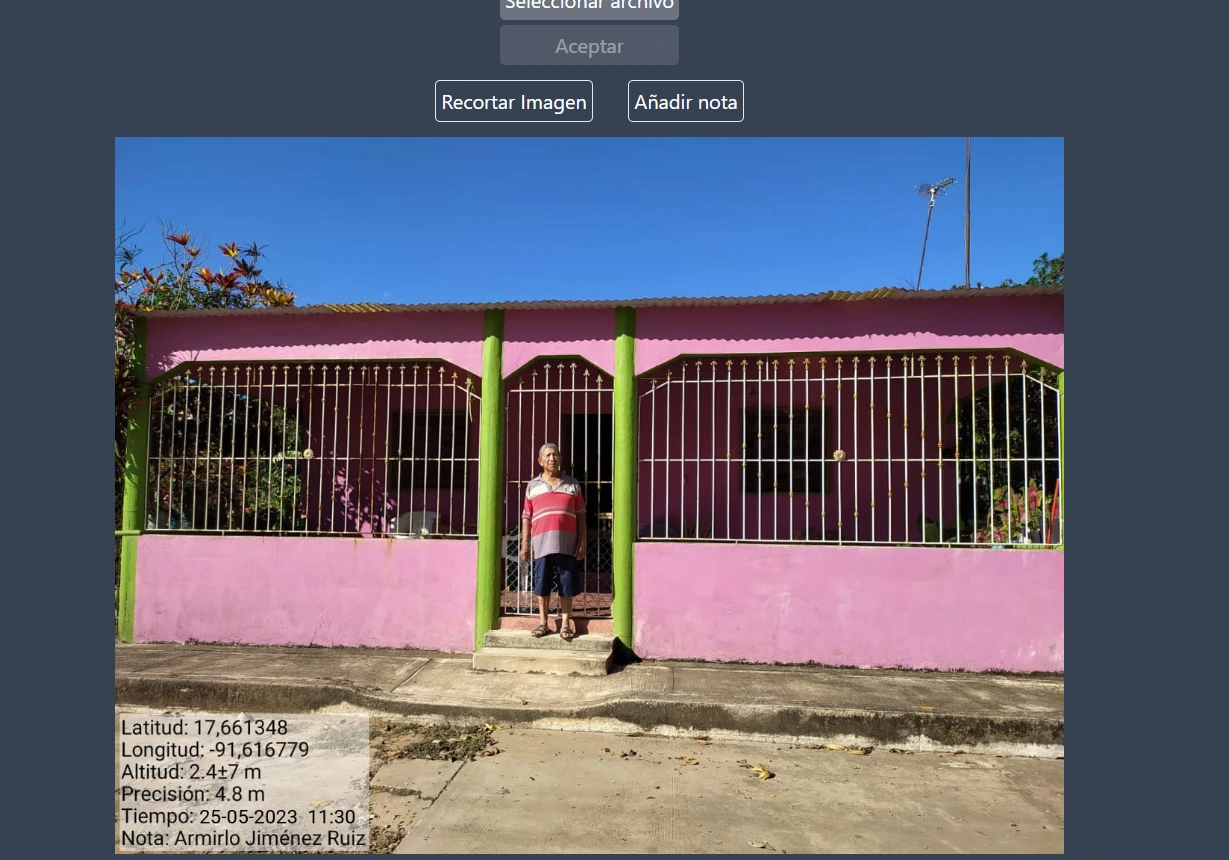 Seleccionar archivo
Aceptar
Recortar Imagen
Añadir nota
Latitud: 17,661348
Longitud: -91,616779
Altitud: 2.4±7 m
Precisión: 4.8 m
Tiempo: 25-05-2023 11:30
Nota: Armirlo Jiménez Ruiz